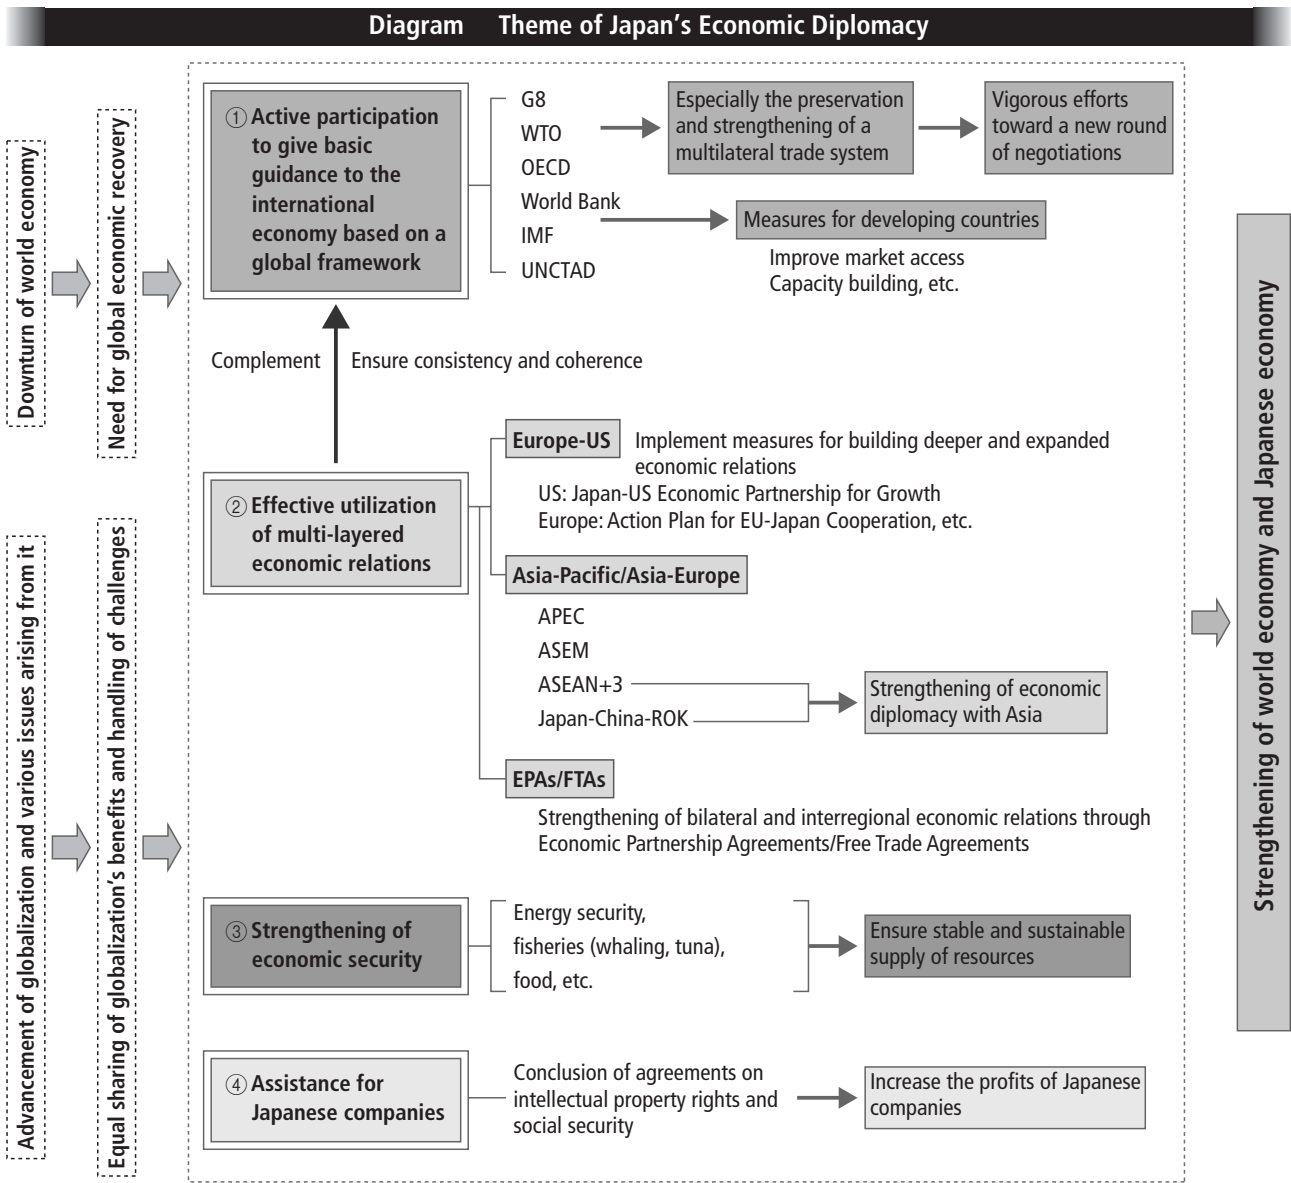 Diagram Theme of Japan's Economic Diplomacy
Downturn of world economy
Need for global economic recovery
Advancement of globalization and various issues arising from it
Equal sharing of globalization's benefits and handling of challenges
① Active participation
to give basic
guidance to the
international
economy based on a
global framework
G8
WTO
OECD
World Bank
IMF
UNCTAD
Especially the preservation
and strengthening of a
multilateral trade system
Vigorous efforts
toward a new round
of negotiations
Measures for developing countries
Improve market access
Capacity building, etc.
Complement
Ensure consistency and coherence
② Effective utilization
of multi-layered
economic relations
Europe-US
Implement measures for building deeper and expanded
economic relations
US: Japan-US Economic Partnership for Growth
Europe: Action Plan for EU-Japan Cooperation, etc.
Asia-Pacific/Asia-Europe
APEC
ASEM
ASEAN+3
Japan-China-ROK
Strengthening of economic
diplomacy with Asia
EPAs/FTAs
Strengthening of bilateral and interregional economic relations through
Economic Partnership Agreements/Free Trade Agreements
③ Strengthening of
economic security
Energy security,
fisheries (whaling, tuna),
food, etc.
Ensure stable and sustainable
supply of resources
④ Assistance for
Japanese companies
Conclusion of agreements on
intellectual property rights and
social security
Increase the profits of Japanese
companies
Strengthening of world economy and Japanese economy